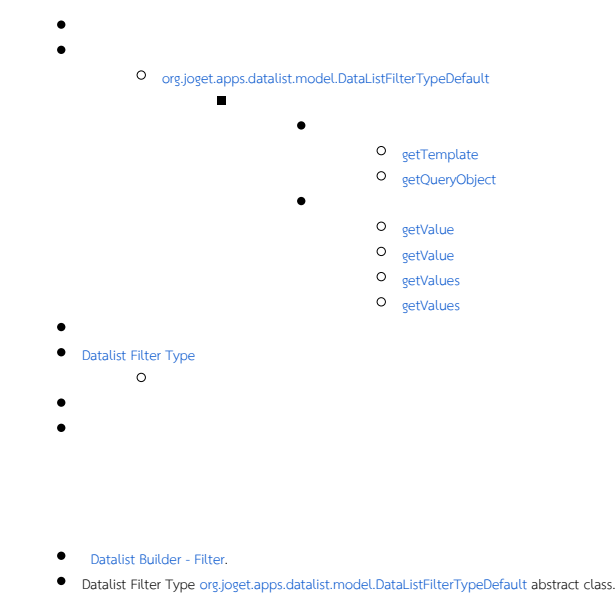 org.joget.apps.datalist.model.DataListFilterTypeDefault
getTemplate
getQueryObject
getValue
getValue
getValues
getValues
Datalist Filter Type
Datalist Builder - Filter.
Datalist Filter Type org.joget.apps.datalist.model.DataListFilterTypeDefault abstract class.